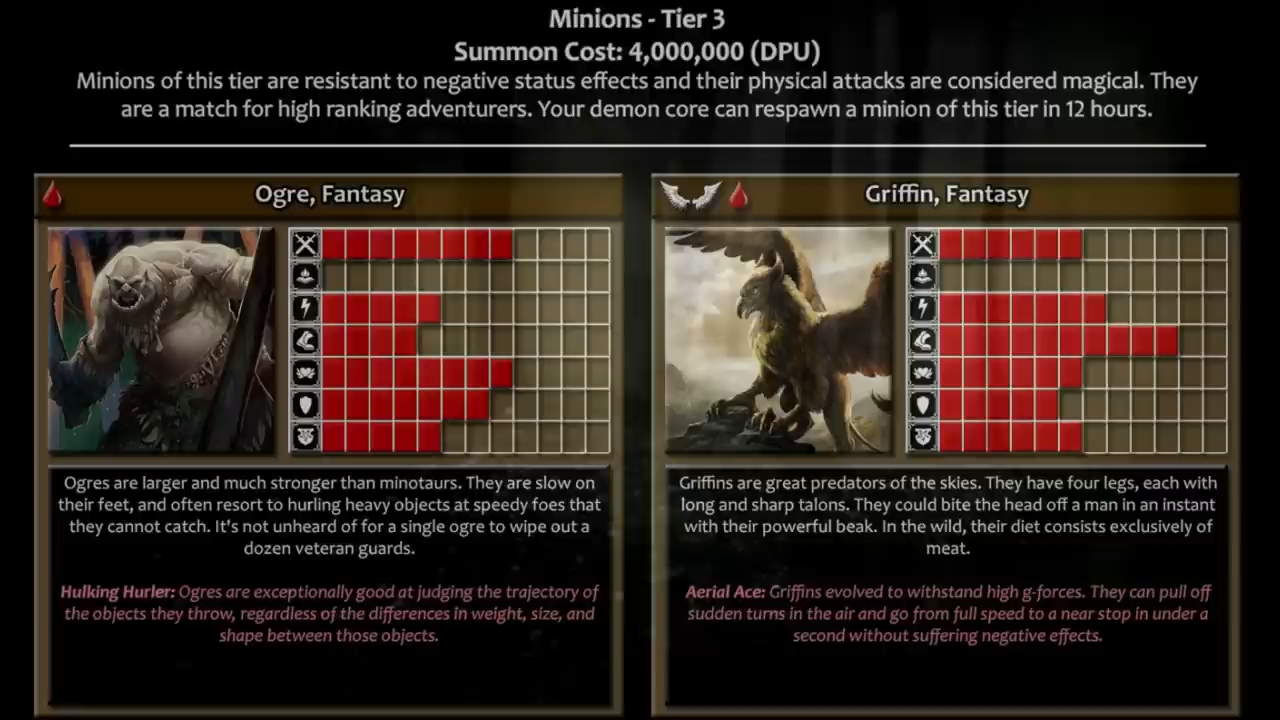 Minions - Tier 3
Summon Cost: 4,000,000 (DPU)
Minions of this tier are resistant to negative status effects and their physical attacks are considered magical. They
are a match for high ranking adventurers. Your demon core can respawn a minion of this tier in 12 hours.
Ogre, Fantasy
Ogres are larger and much stronger than minotaurs. They are slow on
their feet, and often resort to hurling heavy objects at speedy foes that
they cannot catch. It's not unheard of for a single ogre to wipe out a
dozen veteran guards.
Hulking Hurler: Ogres are exceptionally good at judging the trajectory of
the objects they throw, regardless of the differences in weight, size, and
shape between those objects.
Griffin, Fantasy
Griffins are great predators of the skies. They have four legs, each with
long and sharp talons. They could bite the head off a man in an instant
with their powerful beak. In the wild, their diet consists exclusively of
meat.
Aerial Ace: Griffins evolved to withstand high g-forces. They can pull off
sudden turns in the air and go from full speed to a near stop in under a
second without suffering negative effects.